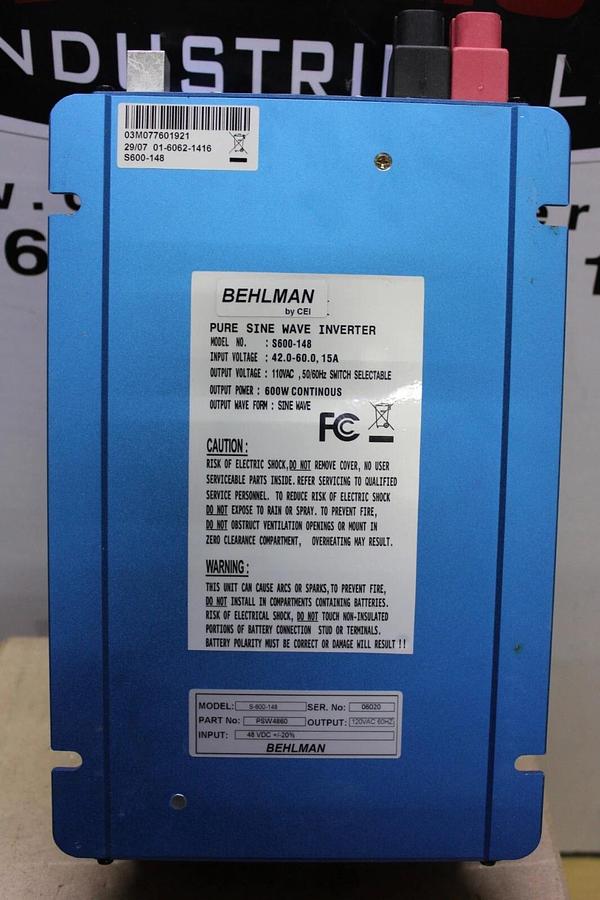 NDUSTRI L
w.
er
6
1
03M077601921
29/07 01-6062-1416
S600-148
BEHLMAN
by CEI
PURE SINE WAVE INVERTER
MODEL NO. : S600-148
INPUT VOLTAGE : 42.0-60.0, 15A
OUTPUT VOLTAGE : 110VAC ,50/60Hz SWITCH SELECTABLE
OUTPUT POWER : 600W CONTINOUS
OUTPUT WAVE FORM : SINE WAVE
FC
CAUTION :
RISK OF ELECTRIC SHOCK,DO NOT REMOVE COVER, NO USER
SERVICEABLE PARTS INSIDE. REFER SERVICING TO QUALIFIED
SERVICE PERSONNEL. TO REDUCE RISK OF ELECTRIC SHOCK
DO NOT EXPOSE TO RAIN OR SPRAY. TO PREVENT FIRE,
DO NOT OBSTRUCT VENTILATION OPENINGS OR MOUNT IN
ZERO CLEARANCE COMPARTMENT, OVERHEATING MAY RESULT.
WARNING :
THIS UNIT CAN CAUSE ARCS OR SPARKS,TO PREVENT FIRE,
DO NOT INSTALL IN COMPARTMENTS CONTAINING BATTERIES.
RISK OF ELECTRICAL SHOCK, DO NOT TOUCH NON-INSULATED
PORTIONS OF BATTERY CONNECTION STUD OR TERMINALS.
BATTERY POLARITY MUST BE CORRECT OR DAMAGE WILL RESULT !!
MODEL: S-600-148 SER. No: 06020
PART No: PSW4860 OUTPUT: 120VAC 60HZ
INPUT: 48 VDC +/-20%
BEHLMAN